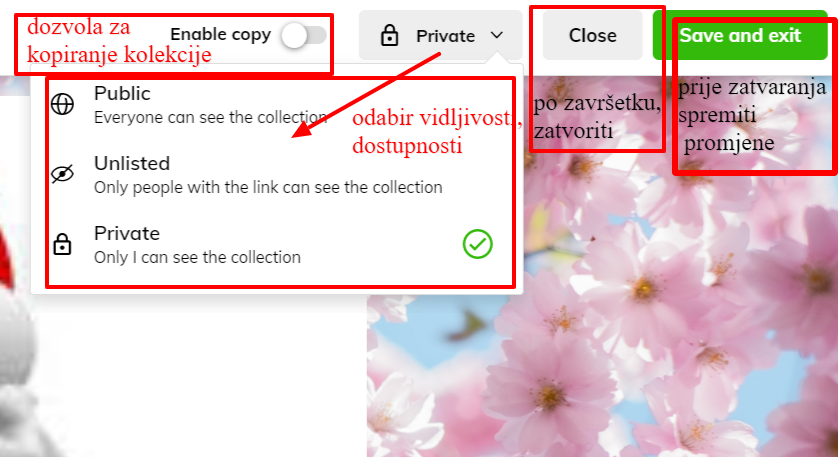 dozvola za
kopiranje kolekcije
Enable copy
Private
Close
Save and exit
Public
Everyone can see the collection
Unlisted
Only people with the link can see the collection
Private
Only I can see the collection
odabir vidljivosti,
dostupnosti
po završetku,
zatvoriti
prije zatvaranja
spremiti
promjene